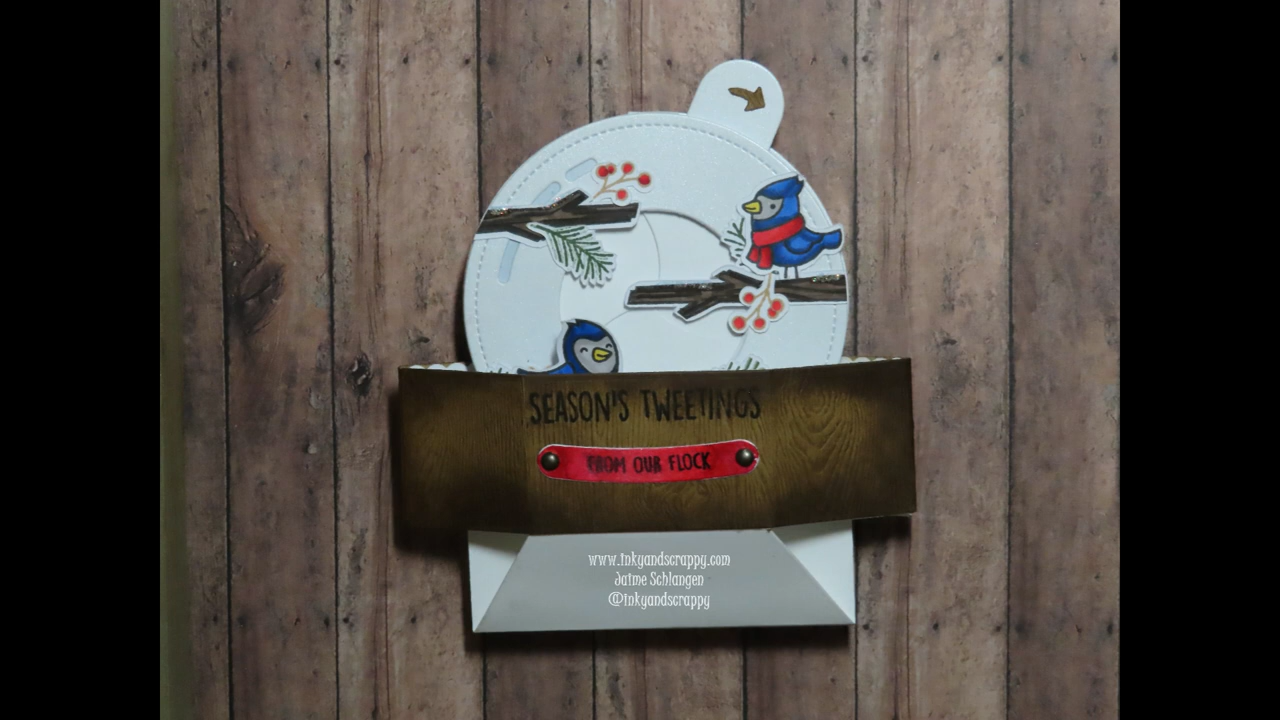 SEASON'S TWEETINGS
FROM OUR FLOCK
www.inkyandscrappy.com
Jaime Schlangen
@inkyandscrappy